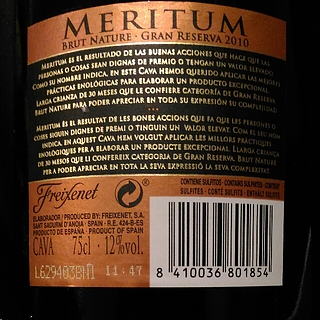 MERITUM
BRUT NATURE · GRAN RESERVA 2010
MERITUM ES EL RESULTADO DE LAS BUENAS ACCIONES QUE HACE QUE LAS
PERSONAS O COSAS SEAN DIGNAS DE PREMIO O TENGAN UN VALOR ELEVADO.
COMO SU NOMBRE INDICA, EN ESTE CAVA HEMOS QUERIDO APLICAR LAS MEJORES
PRÁCTICAS ENOLÓGICAS PARA ELABORAR UN PRODUCTO EXCEPCIONAL.
LARGA CRIANZA DE 30 MESES QUE LE CONFIERE CATEGORÍA DE GRAN RESERVA.
BRUT NATURE PARA PODER APRECIAR EN TODA SU EXPRESIÓN SU COMPLEJIDAD.
MERITUM ÉS EL RESULTAT DE LES BONES ACCIONS QUE FA QUE LES PERSONES O
COSES SIGUIN DIGNES DE PREMI O TINGUIN UN VALOR ELEVAT. COM EL SEU NOM
INDICA, EN AQUEST CAVA HEM VOLGUT APLICAR LES MILLORS PRÀCTIQUES
ENOLÒGIQUES PER A ELABORAR UN PRODUCTE EXCEPCIONAL. LLARGA CRIANÇA
DE 30 MESOS QUE LI CONFEREIX CATEGORIA DE GRAN RESERVA. BRUT NATURE
PER A PODER APRECIAR EN TOTA LA SEVA EXPRESSIÓ LA SEVA COMPLEXITAT.
Freixenet
ELABORADOR / PRODUCED BY: FREIXENET, S.A.
SANT SADURNÍ D'ANOIA - SPAIN - R.E. 424-B-ES
PRODUCTO DE ESPAÑA - PRODUCT OF SPAIN
CAVA 75cl · 12%vol.
11:47
CONTIENE SULFITOS - CONTAINS SULPHITES - CONTIENT
SULFITES - CONTÉ SULFITS - ENTHÄLT SULFITE
8 410036 801854